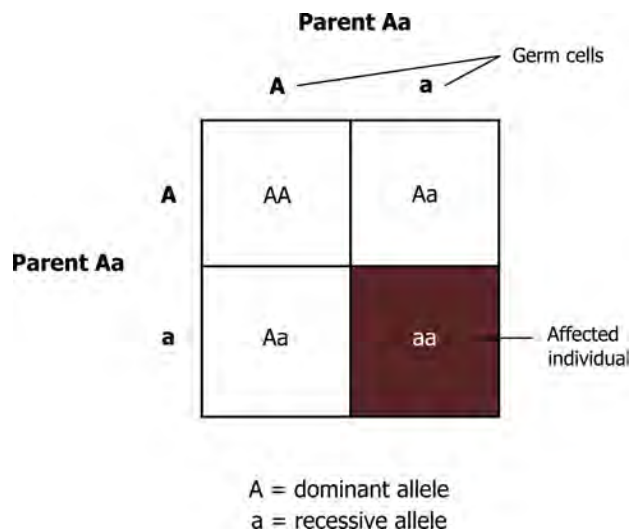 Parent Aa
Germ cells
A a
A AA Aa
Parent Aa
a Aa aa
Affected
individual
A = dominant allele
a = recessive allele